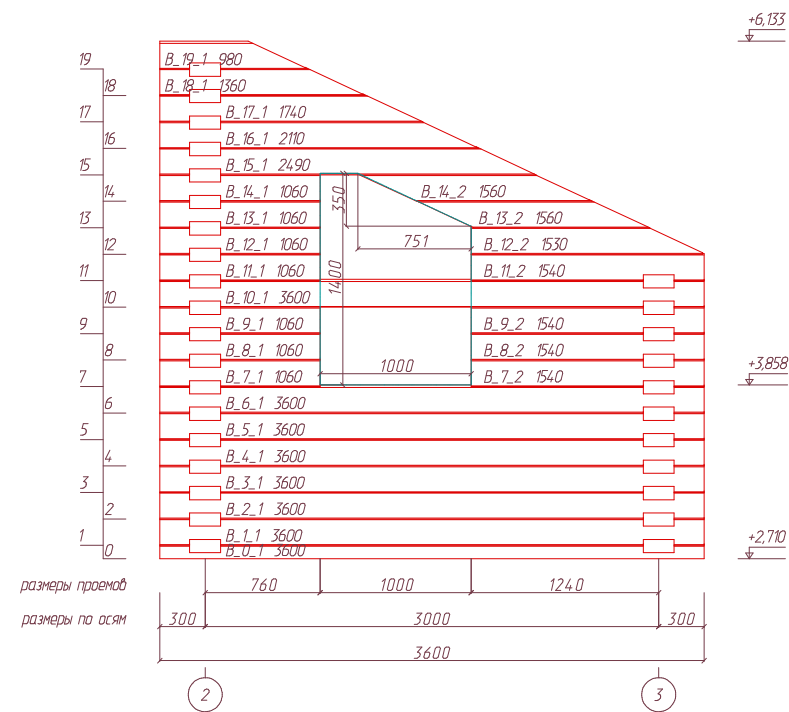 +6,133
19 B_19_1 980
18 B_18_1 1360
17 B_17_1 1740
16 B_16_1 2110
15 B_15_1 2490
14 B_14_1 1060 350 B_14_2 1560
13 B_13_1 1060 B_13_2 1560
12 B_12_1 1060 751 B_12_2 1530
11 B_11_1 1060 1400 B_11_2 1540
10 B_10_1 3600
9 B_9_1 1060 B_9_2 1540
8 B_8_1 1060 B_8_2 1540
+3,858
7 B_7_1 1060 1000 B_7_2 1540
6 B_6_1 3600
5 B_5_1 3600
4 B_4_1 3600
3 B_3_1 3600
2 B_2_1 3600
1 B_1_1 3600 +2,710
0 B_0_1 3600
размеры проемов 760 1000 1240
размеры по осям 300 3000 300
3600
2 3